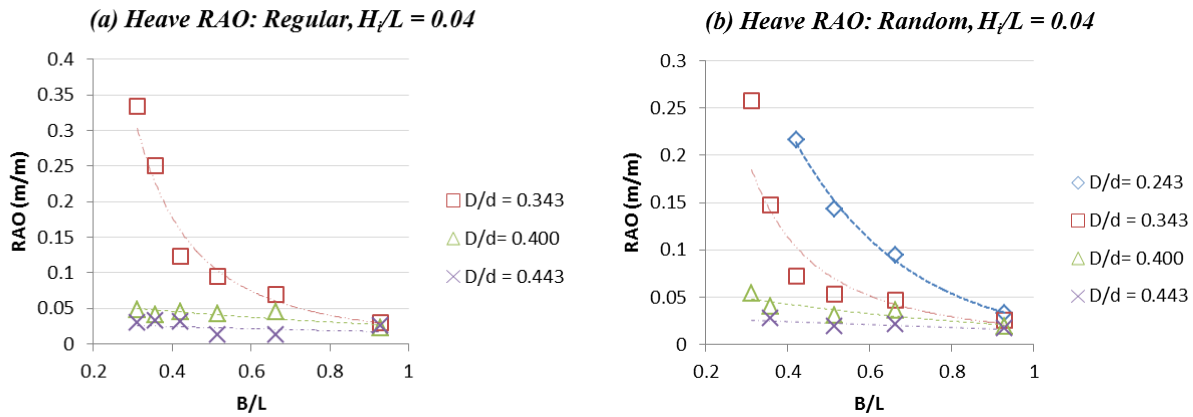 (a) Heave RAO: Regular, Hᵢ/L = 0.04
0.4
0.35
0.3
0.25
0.2
0.15
0.1
0.05
0
RAO (m/m)
0.2
0.4
0.6
0.8
1
B/L
D/d = 0.343
D/d= 0.400
D/d = 0.443
(b) Heave RAO: Random, Hᵢ/L = 0.04
0.3
0.25
0.2
0.15
0.1
0.05
0
RAO (m/m)
0.2
0.4
0.6
0.8
1
B/L
D/d= 0.243
D/d = 0.343
D/d = 0.400
D/d= 0.443